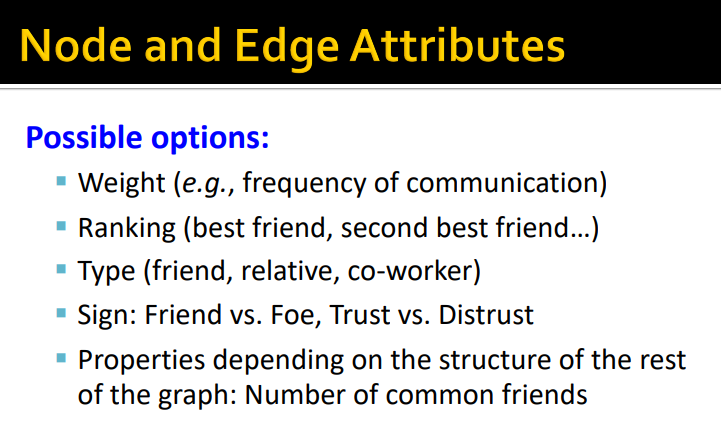 Node and Edge Attributes
Possible options:
▪ Weight (e.g., frequency of communication)
▪ Ranking (best friend, second best friend…)
▪ Type (friend, relative, co-worker)
▪ Sign: Friend vs. Foe, Trust vs. Distrust
▪ Properties depending on the structure of the rest
of the graph: Number of common friends